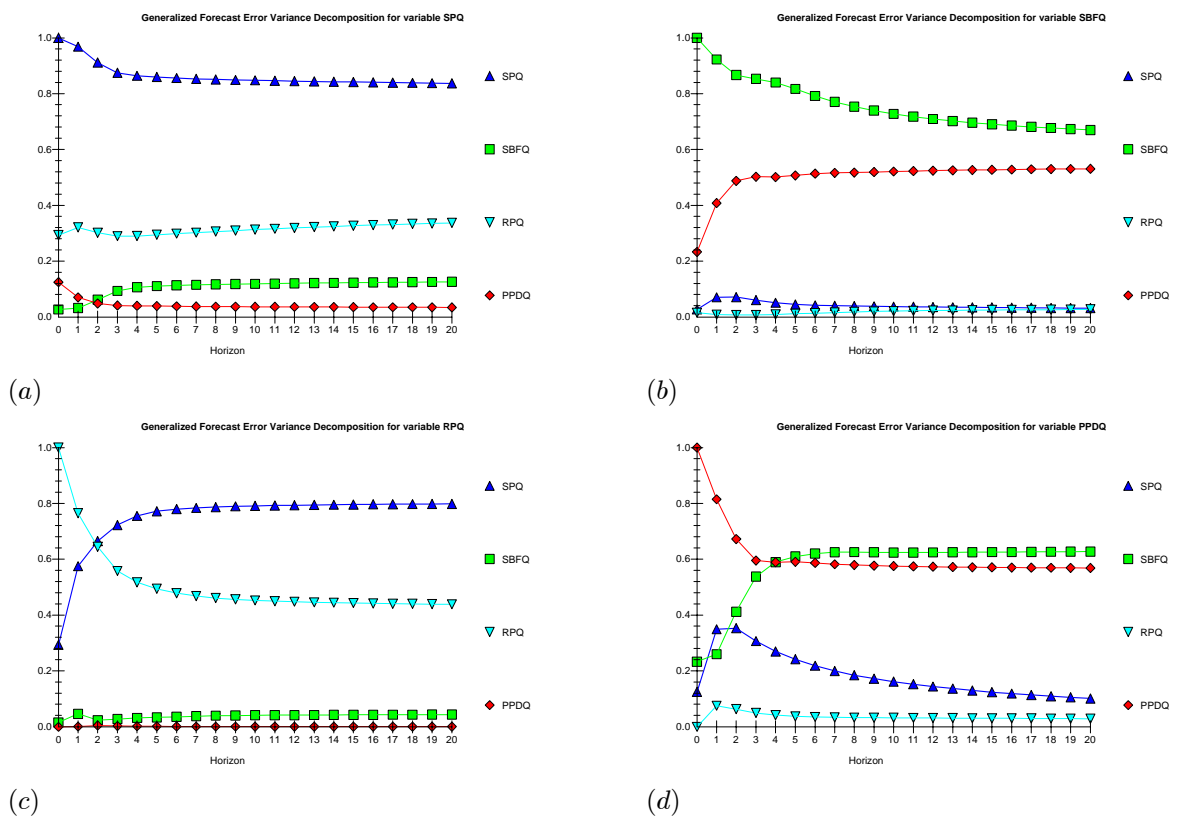 Generalized Forecast Error Variance Decomposition for variable SPQ
1.0
0.8
0.6
0.4
0.2
0.0
0 1 2 3 4 5 6 7 8 9 10 11 12 13 14 15 16 17 18 19 20
Horizon
SPQ
SBFQ
RPQ
PPDQ
(a)
Generalized Forecast Error Variance Decomposition for variable SBFQ
1.0
0.8
0.6
0.4
0.2
0.0
0 1 2 3 4 5 6 7 8 9 10 11 12 13 14 15 16 17 18 19 20
Horizon
SPQ
SBFQ
RPQ
PPDQ
(b)
Generalized Forecast Error Variance Decomposition for variable RPQ
1.0
0.8
0.6
0.4
0.2
0.0
0 1 2 3 4 5 6 7 8 9 10 11 12 13 14 15 16 17 18 19 20
Horizon
SPQ
SBFQ
RPQ
PPDQ
(c)
Generalized Forecast Error Variance Decomposition for variable PPDQ
1.0
0.8
0.6
0.4
0.2
0.0
0 1 2 3 4 5 6 7 8 9 10 11 12 13 14 15 16 17 18 19 20
Horizon
SPQ
SBFQ
RPQ
PPDQ
(d)